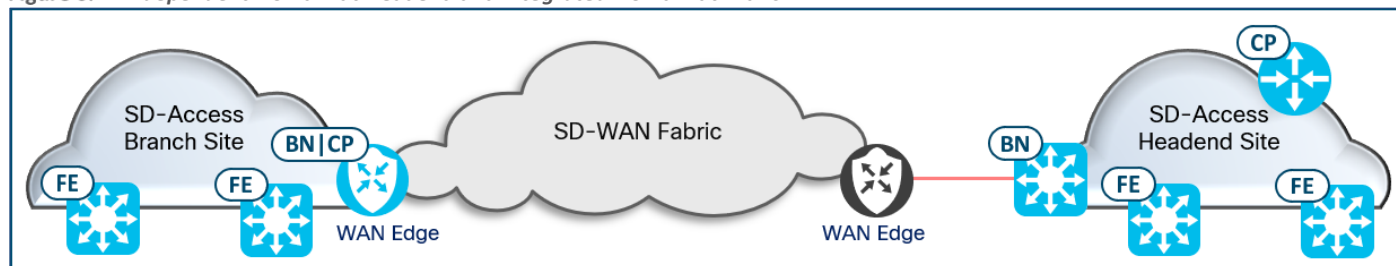 CP
SD-Access
Branch Site
SD-WAN Fabric
SD-Access
Headend Site
BN|CP
BN
FE
FE
FE
FE
WAN Edge
WAN Edge